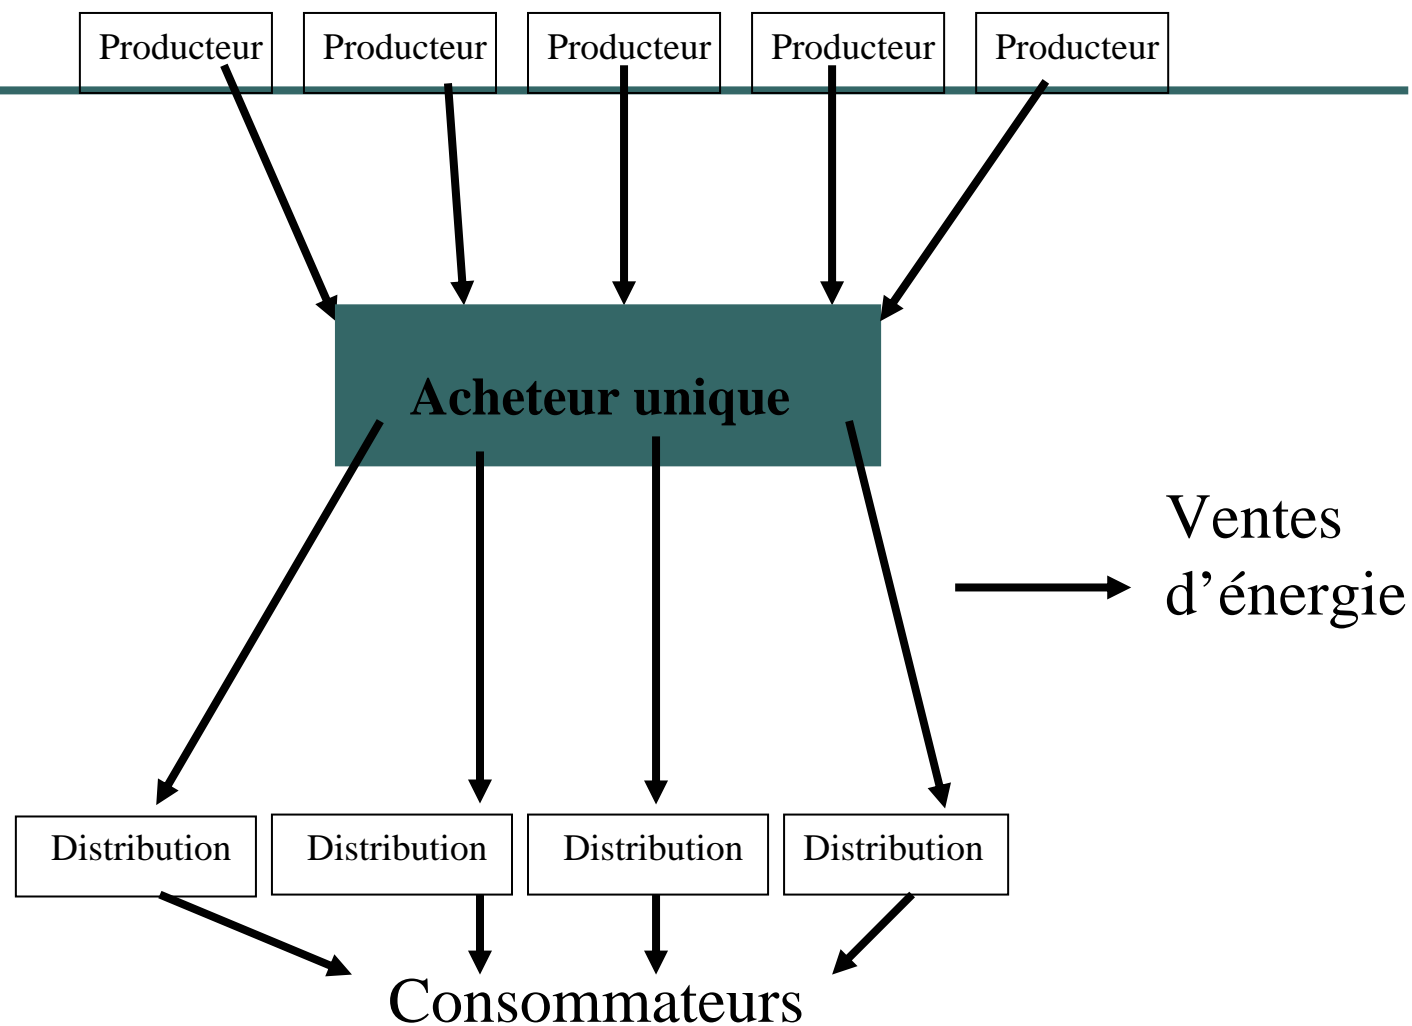 Producteur Producteur Producteur Producteur Producteur
Acheteur unique
Ventes
d’énergie
Distribution Distribution Distribution Distribution
Consommateurs